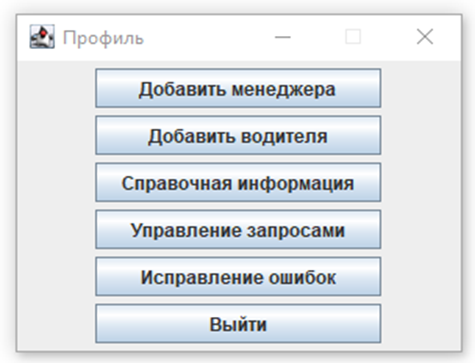 Профиль
Добавить менеджера
Добавить водителя
Справочная информация
Управление запросами
Исправление ошибок
Выйти